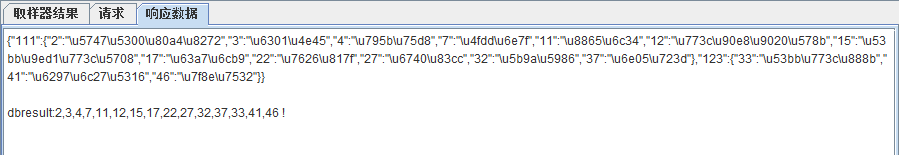 取样器结果 请求 响应数据
{"111":{"2":"\u5747\u5300\u80a4\u8272","3":"\u6301\u4e45","4":"\u795b\u75d8","7":"\u4fdd\u6e7f","11":"\u8865\u6c34","12":"\u773c\u90e8\u9020\u578b","15":"\u53
bb\u9ed1\u773c\u5708","17":"\u63a7\u6cb9","22":"\u7626\u817f","27":"\u6740\u83cc","32":"\u5b9a\u5986","37":"\u6e05\u723d"},"123":{"33":"\u53bb\u773c\u888b","
41":"\u6297\u6c27\u5316","46":"\u7f8e\u7532"}}
dbresult:2,3,4,7,11,12,15,17,22,27,32,37,33,41,46 !